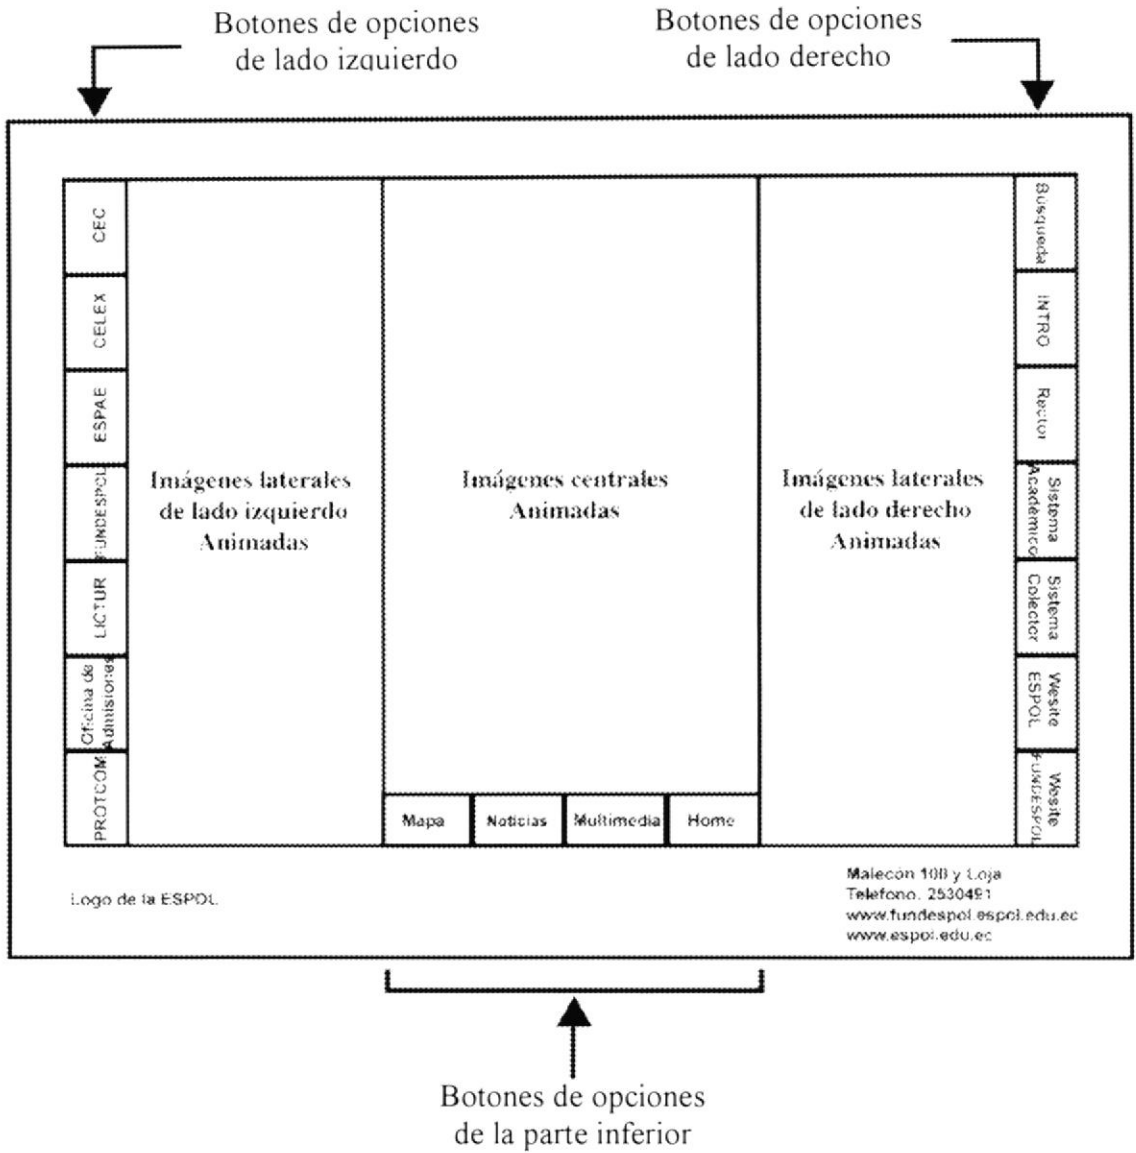 Botones de opciones
de lado izquierdo
Botones de opciones
de lado derecho
CEC
CELEX
ESPAE
FUNDESPOL
LICTUR
Oficina de
Admisiones
PROTCOM
Imágenes laterales
de lado izquierdo
Animadas
Imágenes centrales
Animadas
Imágenes laterales
de lado derecho
Animadas
Búsqueda
INTRO
Rector
Sistema
Académico
Sistema
Colector
Wesite
ESPOL
Wesite
FUNDESPOL
Mapa
Noticias
Multimedia
Home
Logo de la ESPOL
Malecón 100 y Loja
Telefono. 2530491
www.fundespol.espol.edu.ec
www.espol.edu.ec
Botones de opciones
de la parte inferior